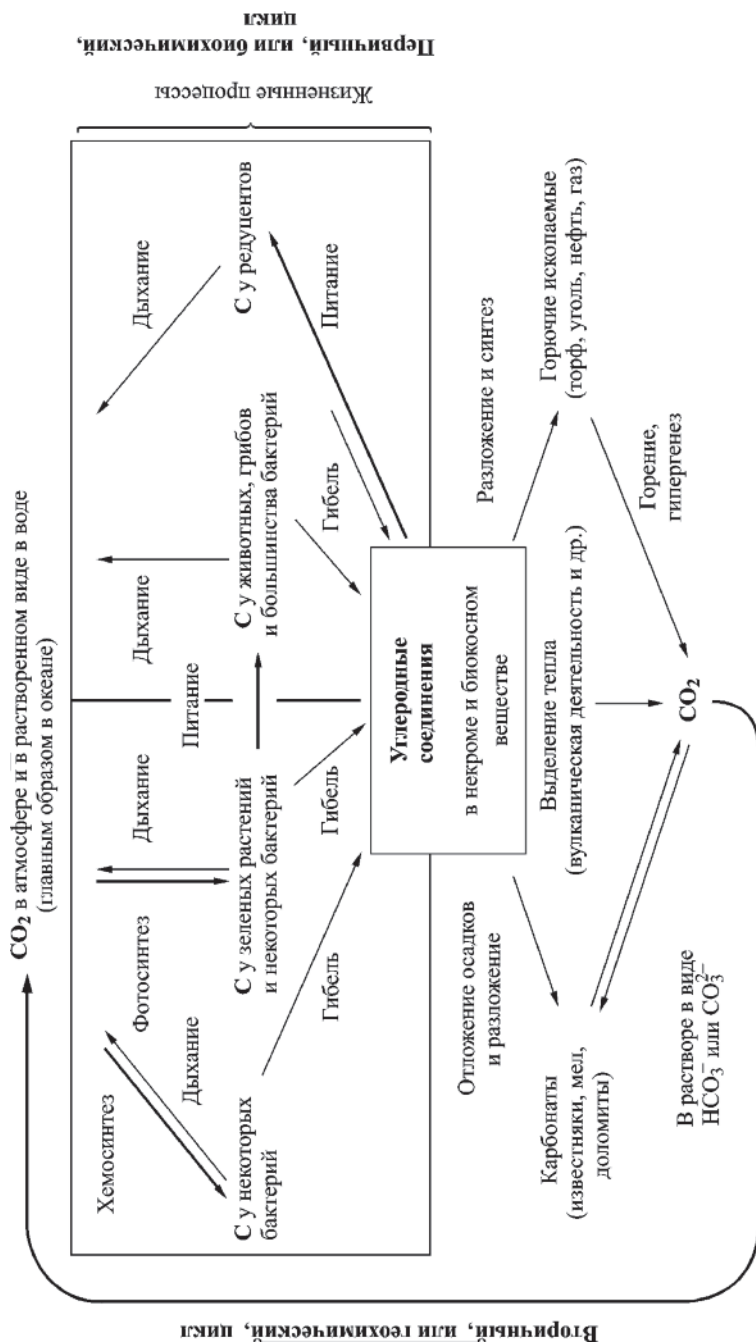 CO₂ в атмосфере и в растворенном виде в воде
(главным образом в океане)
Хемосинтез
Дыхание
Фотосинтез
Дыхание
Питание
Дыхание
Дыхание
С у некоторых
бактерий
С у зеленых растений
и некоторых бактерий
С у животных, грибов
и большинства бактерий
С у редуцентов
Гибель
Гибель
Гибель
Питание
Углеродные
соединения
в некроме и биокосном
веществе
Жизненные процессы
Первичный, или биохимический,
цикл
Отложение осадков
и разложение
Выделение тепла
(вулканическая деятельность и др.)
Разложение и синтез
Карбонаты
(известняки, мел,
доломиты)
Горючие ископаемые
(торф, уголь, нефть, газ)
Горение,
гипергенез
CO₂
В растворе в виде
HCO₃⁻ или CO₃²⁻
Вторичный, или геохимический, цикл